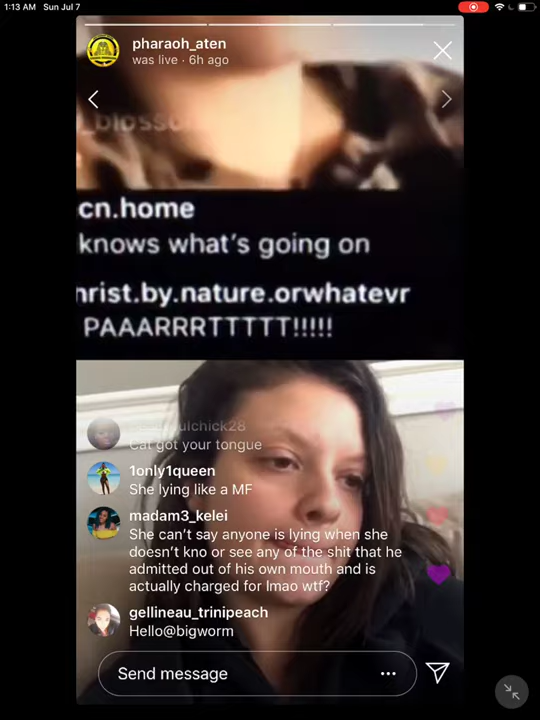 1:13 AM Sun Jul 7
pharaoh_aten
was live · 6h ago
cn.home
knows what's going on
hrist.by.nature.orwhatevr
PAAARRRTTTTT!!!!!
ulchick28
Cat got your tongue
1only1queen
She lying like a MF
madam3_kelei
She can't say anyone is lying when she
doesn't kno or see any of the shit that he
admitted out of his own mouth and is
actually charged for lmao wtf?
gellineau_trinipeach
Hello@bigworm
Send message